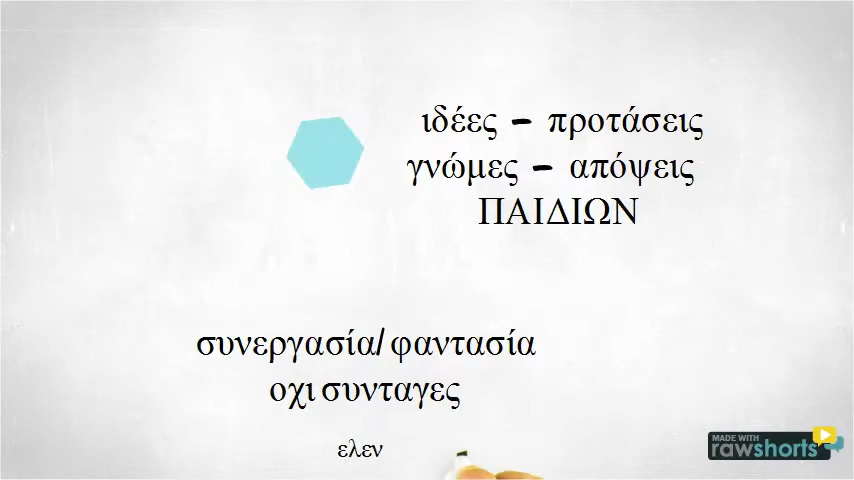 ιδέες – προτάσεις
γνώμες – απόψεις
ΠΑΙΔΙΩΝ
συνεργασία/φαντασία
οχι συνταγες
ελεν
MADE WITH
rawshorts